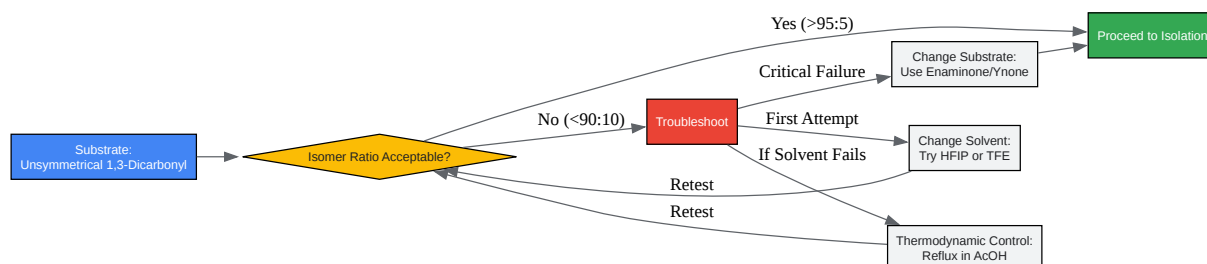 Substrate:
Unsymmetrical 1,3-Dicarbonyl
Isomer Ratio Acceptable?
Yes (>95:5)
No (<90:10)
Troubleshoot
Critical Failure
First Attempt
If Solvent Fails
Retest
Retest
Change Substrate:
Use Enaminone/Ynone
Change Solvent:
Try HFIP or TFE
Thermodynamic Control:
Reflux in AcOH
Proceed to Isolation